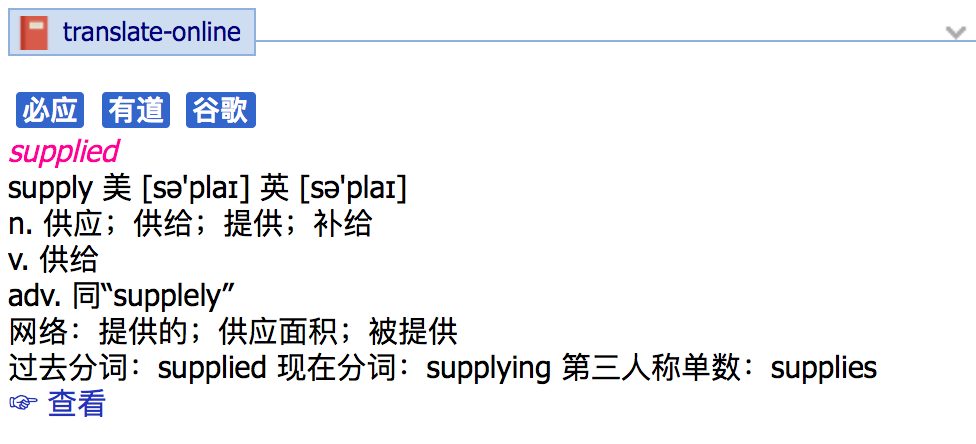 translate-online
必应 有道 谷歌
supplied
supply 美 [sə'plaɪ] 英 [sə'plaɪ]
n. 供应；供给；提供；补给
v. 供给
adv. 同“supplely”
网络：提供的；供应面积；被提供
过去分词：supplied 现在分词：supplying 第三人称单数：supplies
☞ 查看